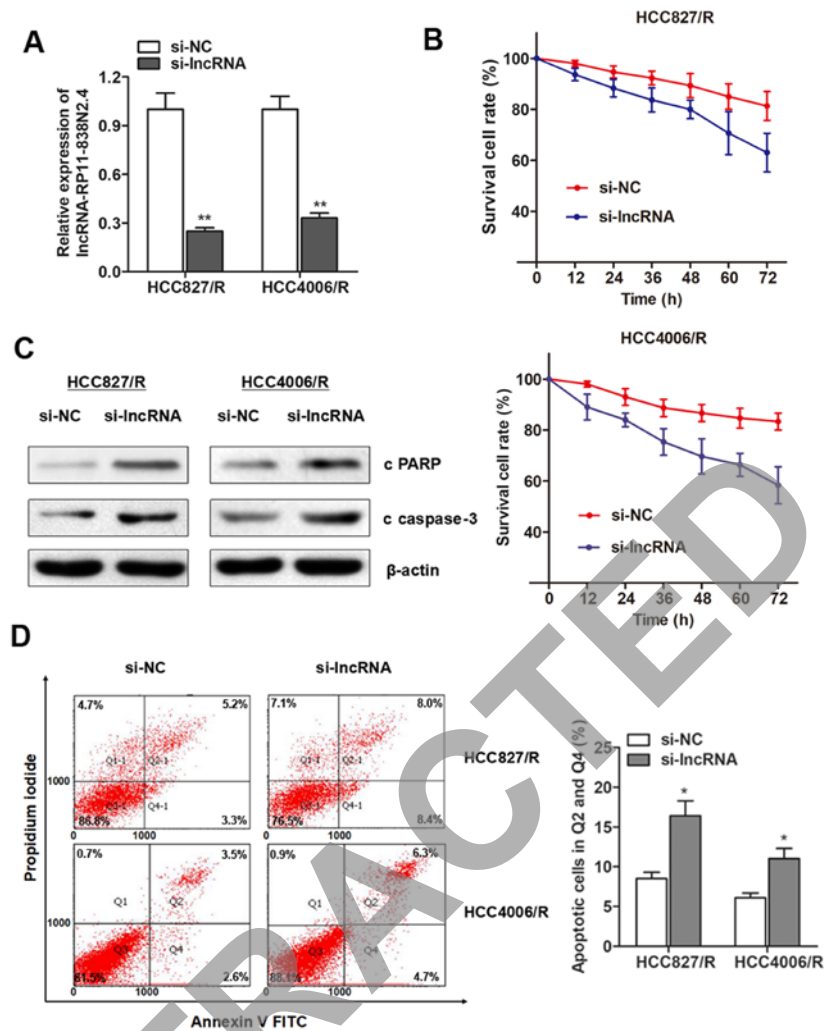 A
si-NC
si-lncRNA
Relative expression of
lncRNA-RP11-838N2.4
1.2
0.9
0.6
0.3
0.0
**
**
HCC827/R
HCC4006/R
B
HCC827/R
Survival cell rate (%)
100
80
60
40
si-NC
si-lncRNA
0 12 24 36 48 60 72
Time (h)
HCC4006/R
Survival cell rate (%)
100
80
60
40
si-NC
si-lncRNA
0 12 24 36 48 60 72
Time (h)
C
HCC827/R
HCC4006/R
si-NC si-lncRNA
si-NC si-lncRNA
c PARP
c caspase-3
β-actin
D
si-NC
si-lncRNA
Propidium iodide
4.7% 5.2%
Q1-1 Q2-1
1000
Q3-1 Q4-1
86.8% 1000 3.3%
7.1% 8.0%
Q1-1 Q2-1
Q3-1 Q4-1
76.5% 1000 8.4%
HCC827/R
0.7% 3.5%
Q1 Q2
1000
Q3 Q4
1000 2.6%
0.9% 6.3%
Q1 Q2
Q3 Q4
88.1% 1000 4.7%
HCC4006/R
Annexin V FITC
Apoptotic cells in Q2 and Q4 (%)
25
20
15
10
5
0
si-NC
si-lncRNA
*
*
HCC827/R
HCC4006/R
RETRACTED